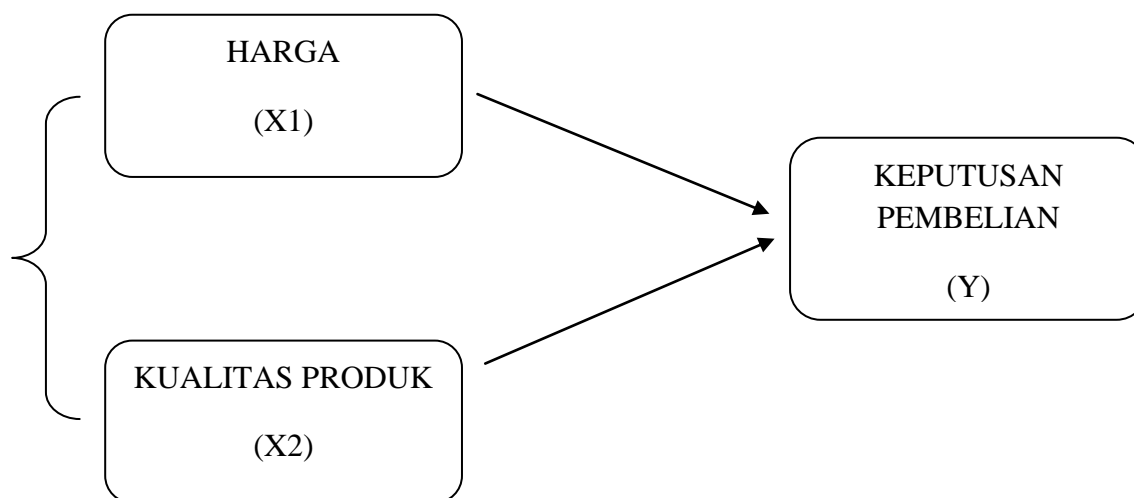 HARGA
(X1)
KEPUTUSAN
PEMBELIAN
(Y)
KUALITAS PRODUK
(X2)